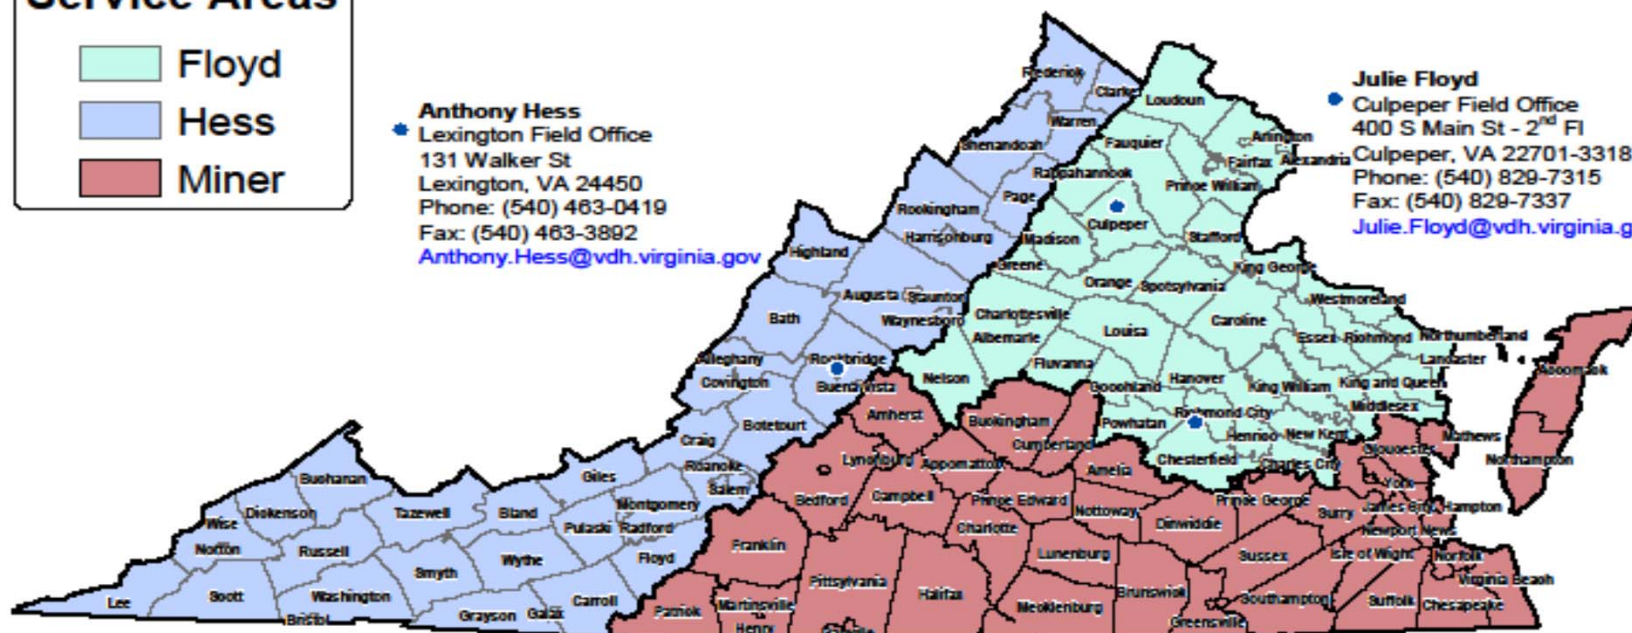 Service Areas
Floyd
Hess
Miner
Anthony Hess
Lexington Field Office
131 Walker St
Lexington, VA 24450
Phone: (540) 463-0419
Fax: (540) 463-3892
Anthony.Hess@vdh.virginia.gov
Julie Floyd
Culpeper Field Office
400 S Main St - 2nd Fl
Culpeper, VA 22701-3318
Phone: (540) 829-7315
Fax: (540) 829-7337
Julie.Floyd@vdh.virginia.g
Frederick
Clarke
Loudoun
Warren
Shenandoah
Fauquier
Arlington
Fairfax
Alexandria
Rappahannock
Prince William
Page
Rockingham
Culpeper
Harrisonburg
Madison
Stafford
Highland
Greene
King George
Orange
Spotsylvania
Augusta
Staunton
Westmoreland
Bath
Waynesboro
Charlottesville
Caroline
Albemarle
Louisa
Essex
Richmond
Northumberland
Alleghany
Rockbridge
Fluvanna
Lancaster
Accomack
Covington
Buena Vista
Nelson
Goochland
Hanover
King William
King and Queen
Amherst
Buckingham
Richmond City
Middlesex
Botetourt
Powhatan
Craig
Cumberland
Henrico
New Kent
Mathews
Gloucester
Roanoke
Lynchburg
Appomattox
Amelia
Chesterfield
Charles City
Northampton
Buchanan
Giles
Salem
York
Montgomery
Bedford
Campbell
Prince Edward
Prince George
James City
Hampton
Dickenson
Tazewell
Bland
Nottoway
Surry
Wise
Pulaski
Radford
Charlotte
Dinwiddie
Newport News
Norton
Russell
Wythe
Floyd
Franklin
Lunenburg
Sussex
Isle of Wight
Norfolk
Smyth
Pittsylvania
Virginia Beach
Lee
Scott
Washington
Carroll
Halifax
Brunswick
Southampton
Suffolk
Chesapeake
Bristol
Grayson
Galax
Patrick
Martinsville
Mecklenburg
Greensville
Henry